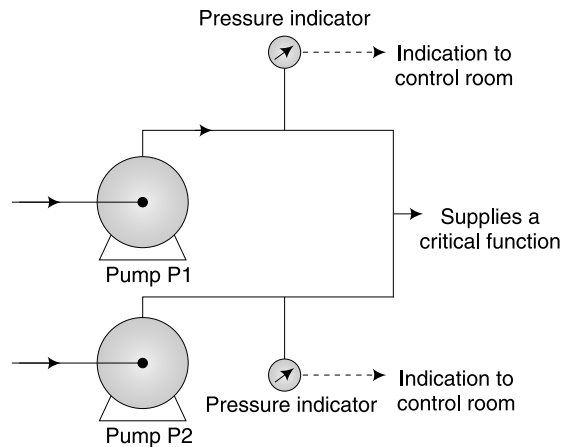 Pressure indicator
Indication to
control room
Supplies a
critical function
Pump P1
Indication to
control room
Pressure indicator
Pump P2